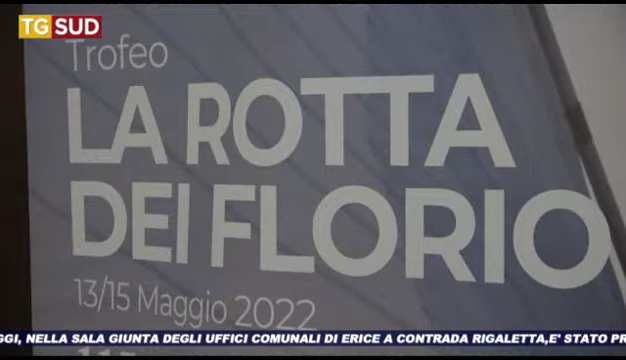 TG SUD
Trofeo
LA ROTTA
DEI FLORIO
13/15 Maggio 2022
GGI, NELLA SALA GIUNTA DEGLI UFFICI COMUNALI DI ERICE A CONTRADA RIGALETTA,E' STATO PR